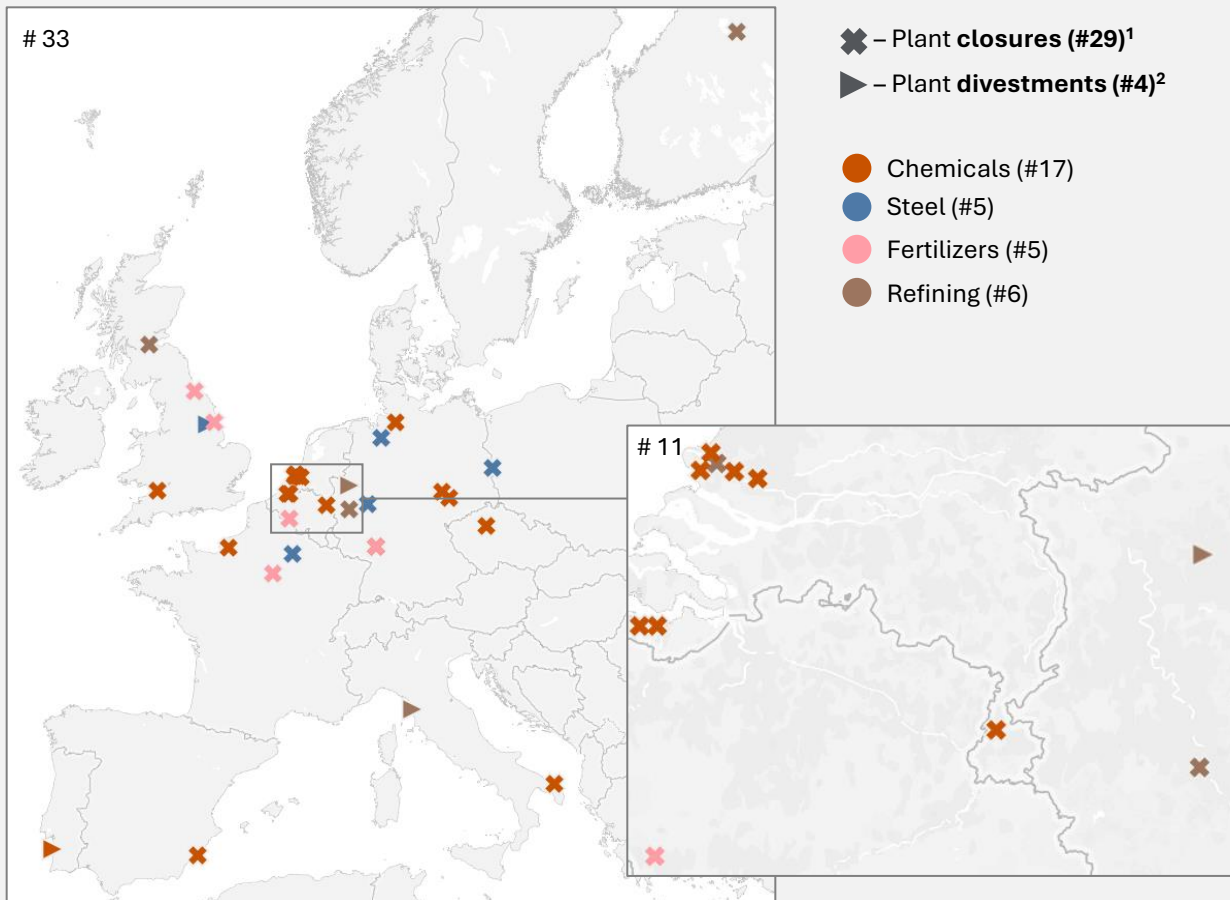 # 33
– Plant closures (#29)¹
– Plant divestments (#4)²
Chemicals (#17)
Steel (#5)
Fertilizers (#5)
Refining (#6)
# 11